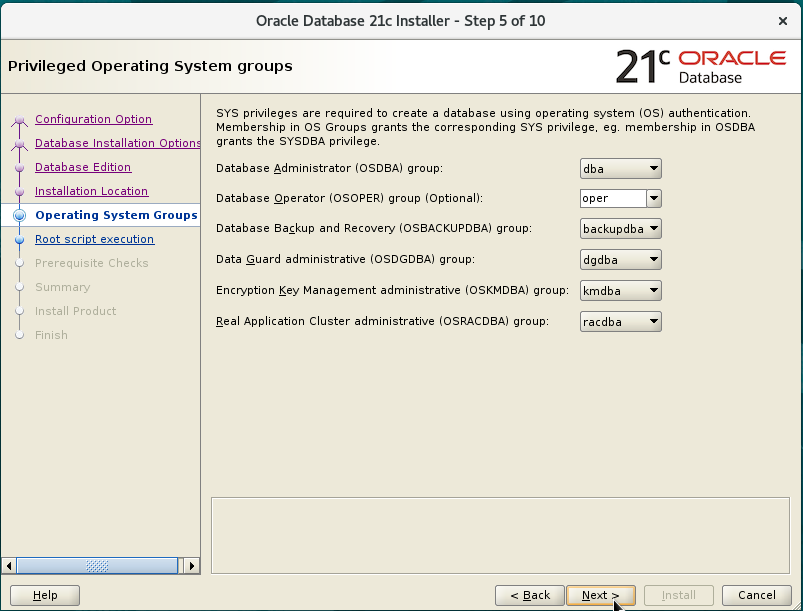 Oracle Database 21c Installer - Step 5 of 10
Privileged Operating System groups
21c ORACLE
Database
Configuration Option
Database Installation Options
Database Edition
Installation Location
Operating System Groups
Root script execution
Prerequisite Checks
Summary
Install Product
Finish
SYS privileges are required to create a database using operating system (OS) authentication.
Membership in OS Groups grants the corresponding SYS privilege, eg. membership in OSDBA
grants the SYSDBA privilege.
Database Administrator (OSDBA) group: dba
Database Operator (OSOPER) group (Optional): oper
Database Backup and Recovery (OSBACKUPDBA) group: backupdba
Data Guard administrative (OSDGDBA) group: dgdba
Encryption Key Management administrative (OSKMDBA) group: kmdba
Real Application Cluster administrative (OSRACDBA) group: racdba
Help
< Back
Next >
Install
Cancel